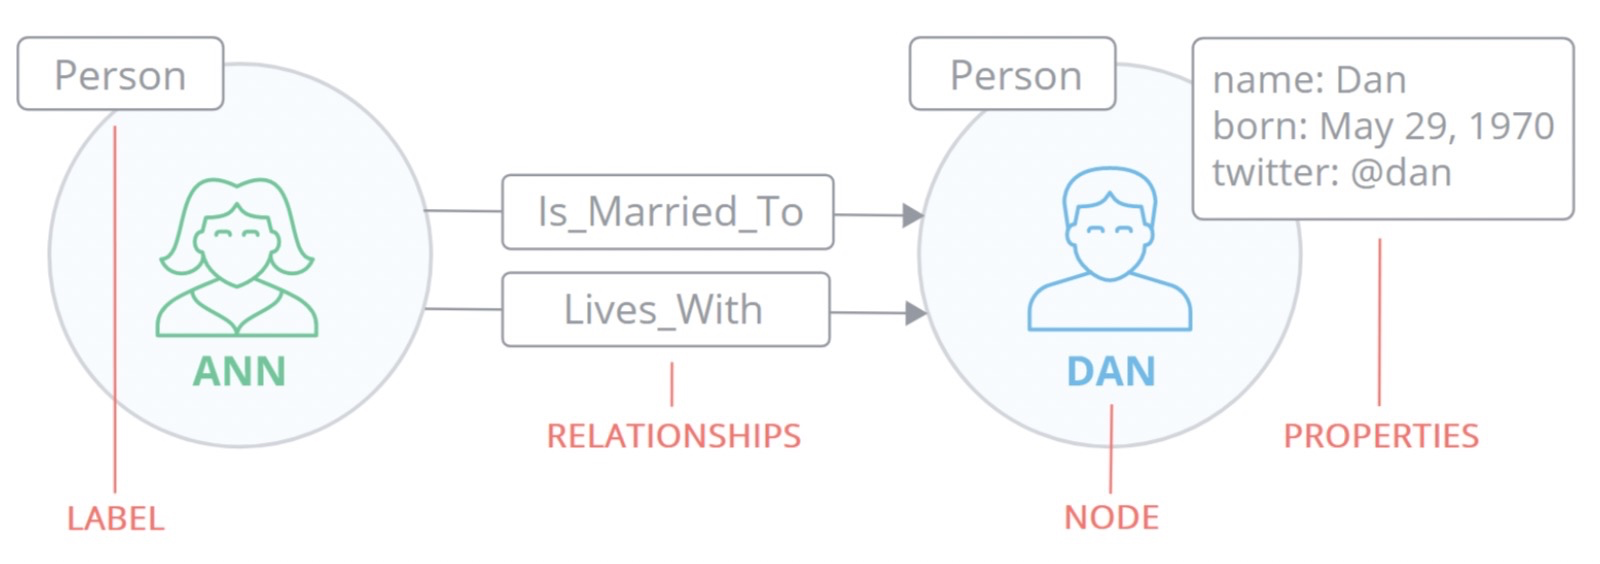 Person
Person
name: Dan
born: May 29, 1970
twitter: @dan
Is_Married_To
Lives_With
ANN
DAN
RELATIONSHIPS
PROPERTIES
LABEL
NODE